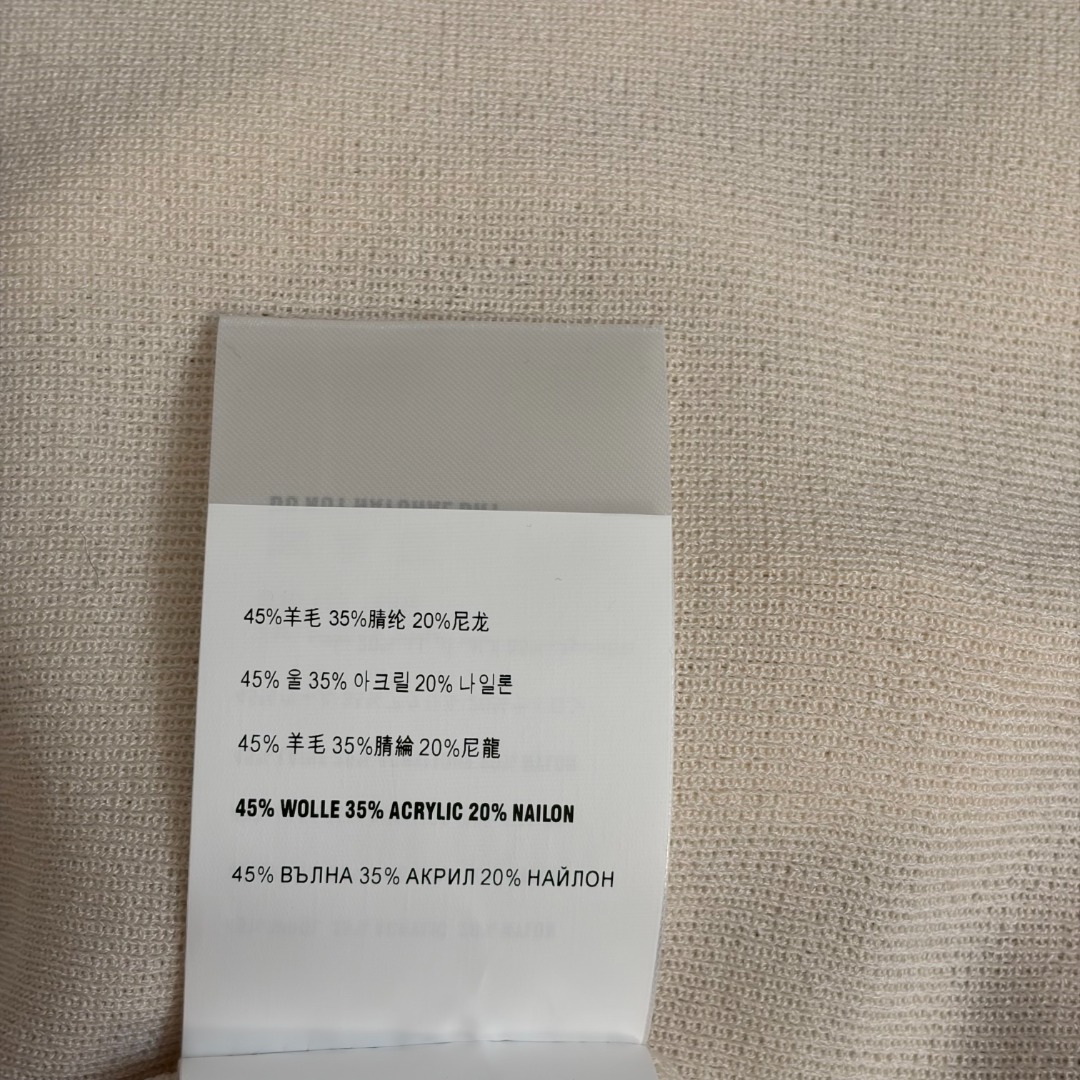 45%羊毛 35%腈纶 20%尼龙
45% 울 35% 아크릴 20% 나일론
45% 羊毛 35%腈綸 20%尼龍
45% WOLLE 35% ACRYLIC 20% NAILON
45% ВЪЛНА 35% АКРИЛ 20% НАЙЛОН